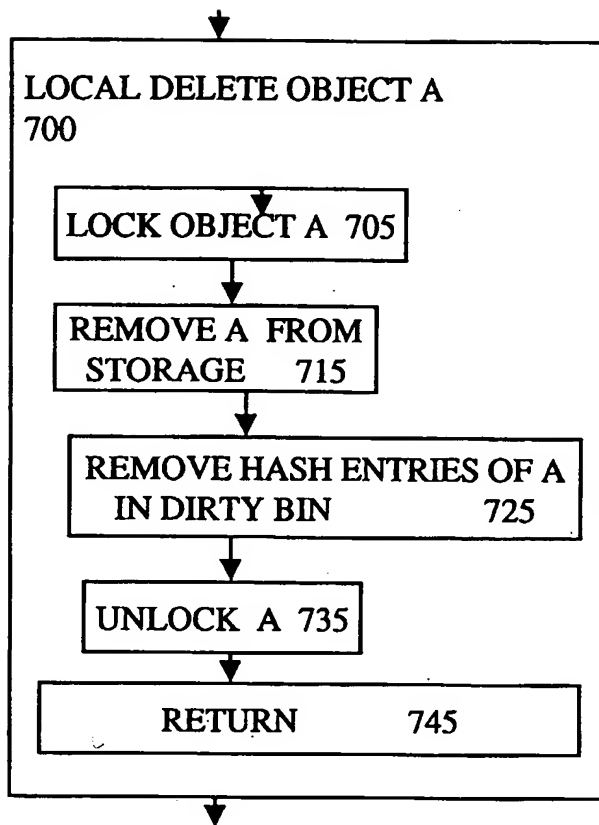 LOCAL DELETE OBJECT A
700
LOCK OBJECT A 705
REMOVE A FROM
STORAGE 715
REMOVE HASH ENTRIES OF A
IN DIRTY BIN 725
UNLOCK A 735
RETURN 745